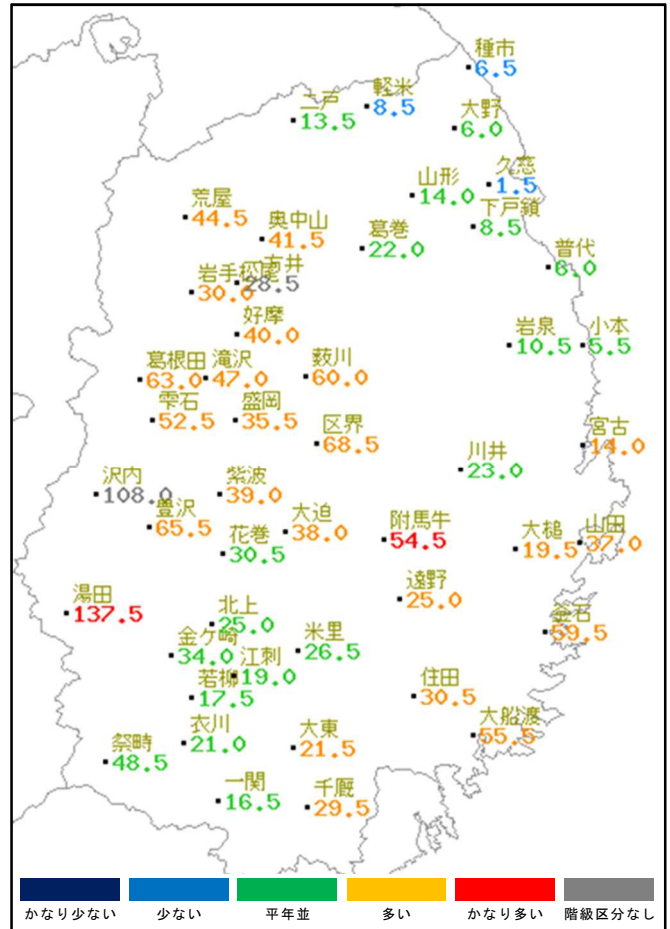 種市
6.5
軽米
8.5
二戸
13.5
大野
6.0
久慈
1.5
山形
14.0
荒屋
44.5
下戸鎖
8.5
奥中山
41.5
葛巻
22.0
普代
8.0
方井
28.5
岩手松尾
30.0
好摩
40.0
岩泉
10.5
小本
5.5
葛根田
63.0
滝沢
47.0
薮川
60.0
雫石
52.5
盛岡
35.5
区界
68.5
宮古
14.0
川井
23.0
沢内
108.0
紫波
39.0
豊沢
65.5
大迫
38.0
附馬牛
54.5
花巻
30.5
大槌
19.5
山田
37.0
遠野
25.0
湯田
137.5
北上
25.0
釜石
59.5
金ケ崎
34.0
米里
26.5
江刺
19.0
若柳
17.5
住田
30.5
衣川
21.0
大東
21.5
大船渡
55.5
祭畤
48.5
一関
16.5
千厩
29.5
かなり少ない 少ない 平年並 多い かなり多い 階級区分なし